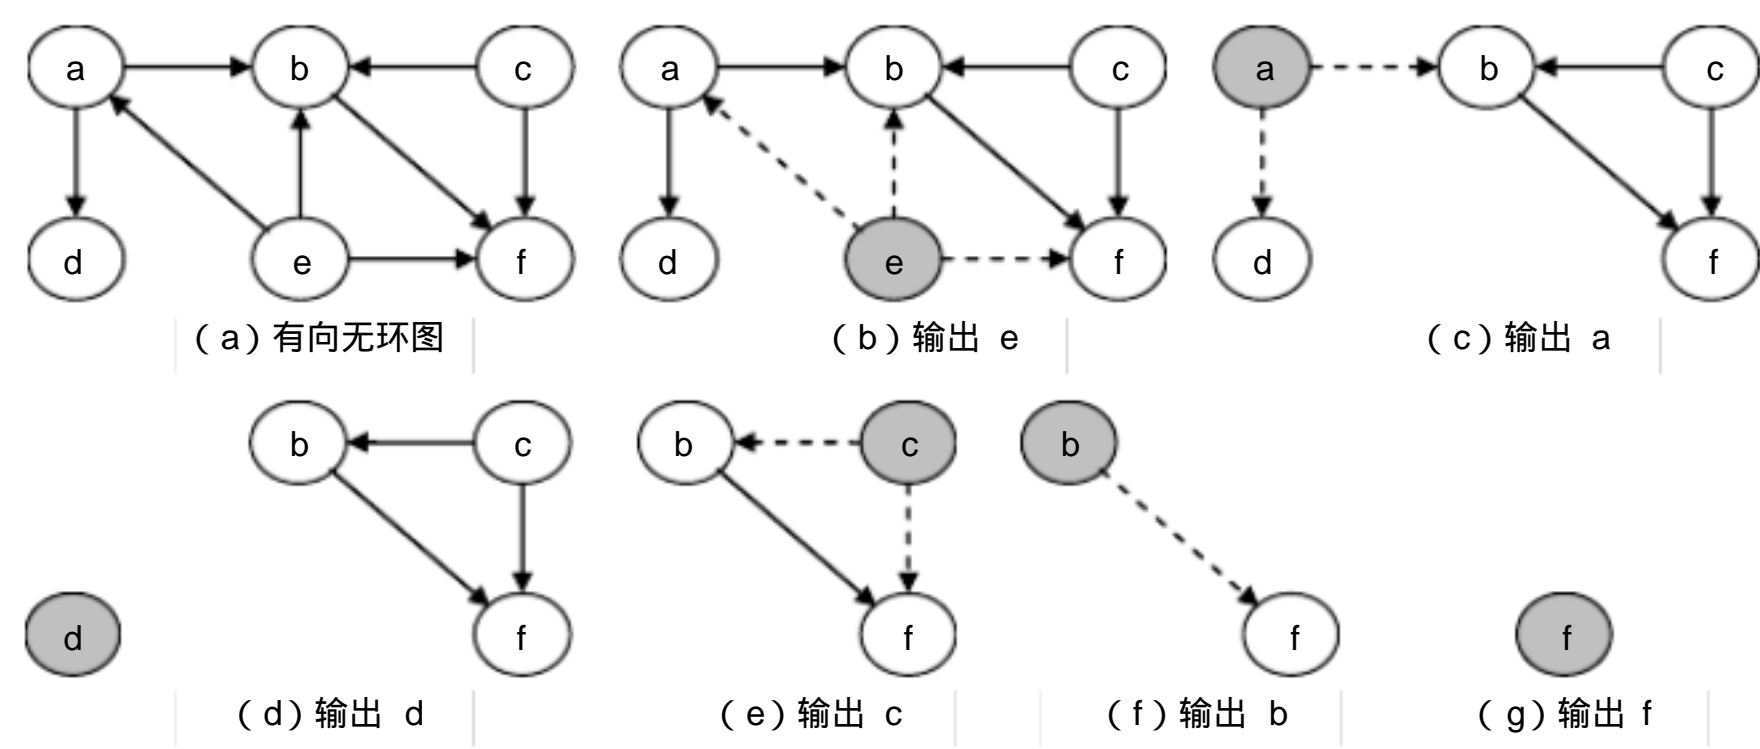 a b c a b c a b c
d e f d e f d f
（a）有向无环图 （b）输出 e （c）输出 a
b c b c b
d f f f f
（d）输出 d （e）输出 c （f）输出 b （g）输出 f